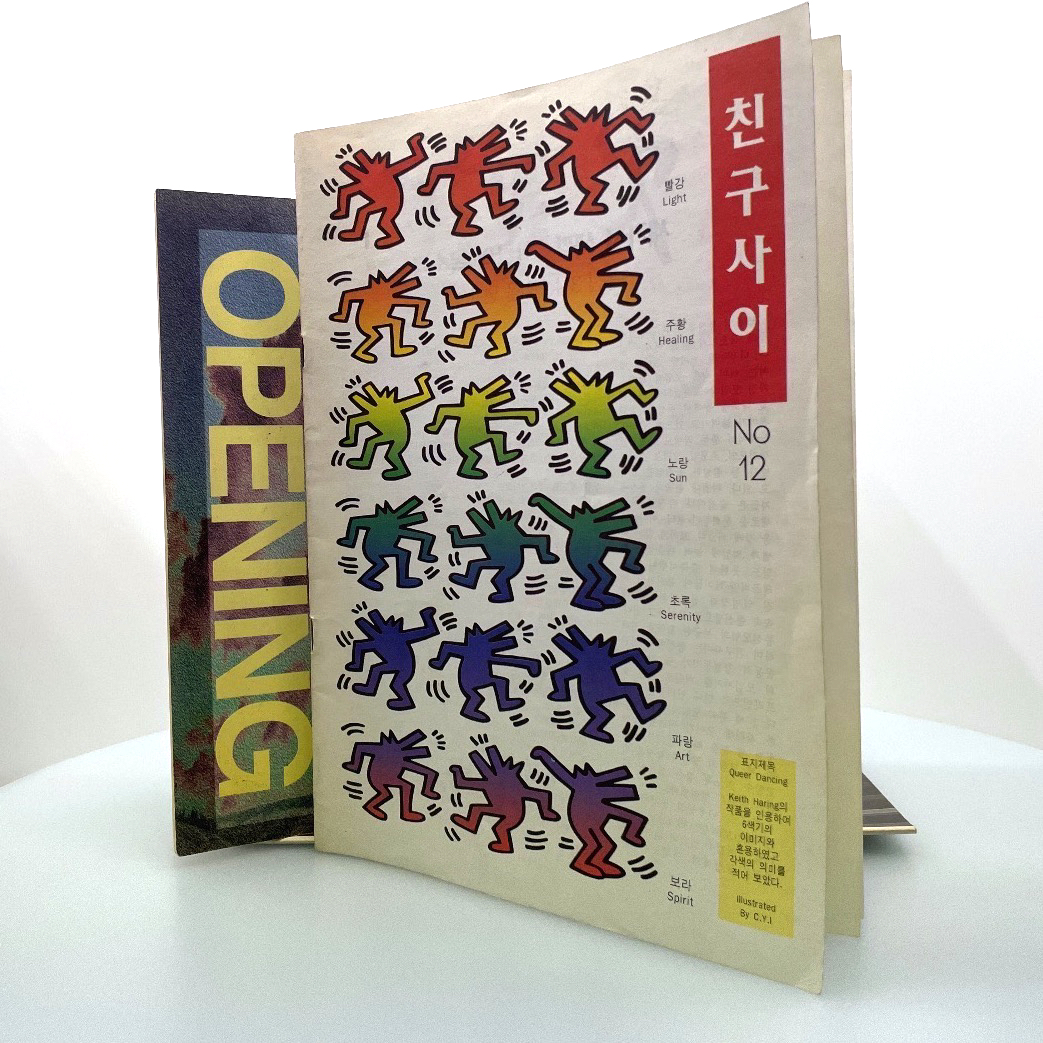 OPENING
친구사이
No
12
빨강
Light
주황
Healing
노랑
Sun
초록
Serenity
파랑
Art
보라
Spirit
표지제목
Queer Dancing
Keith Haring의
작품을 인용하여
6색기의
이미지와
혼용하였고
각색의 의미를
적어 보았다.
illustrated
By C.Y.I